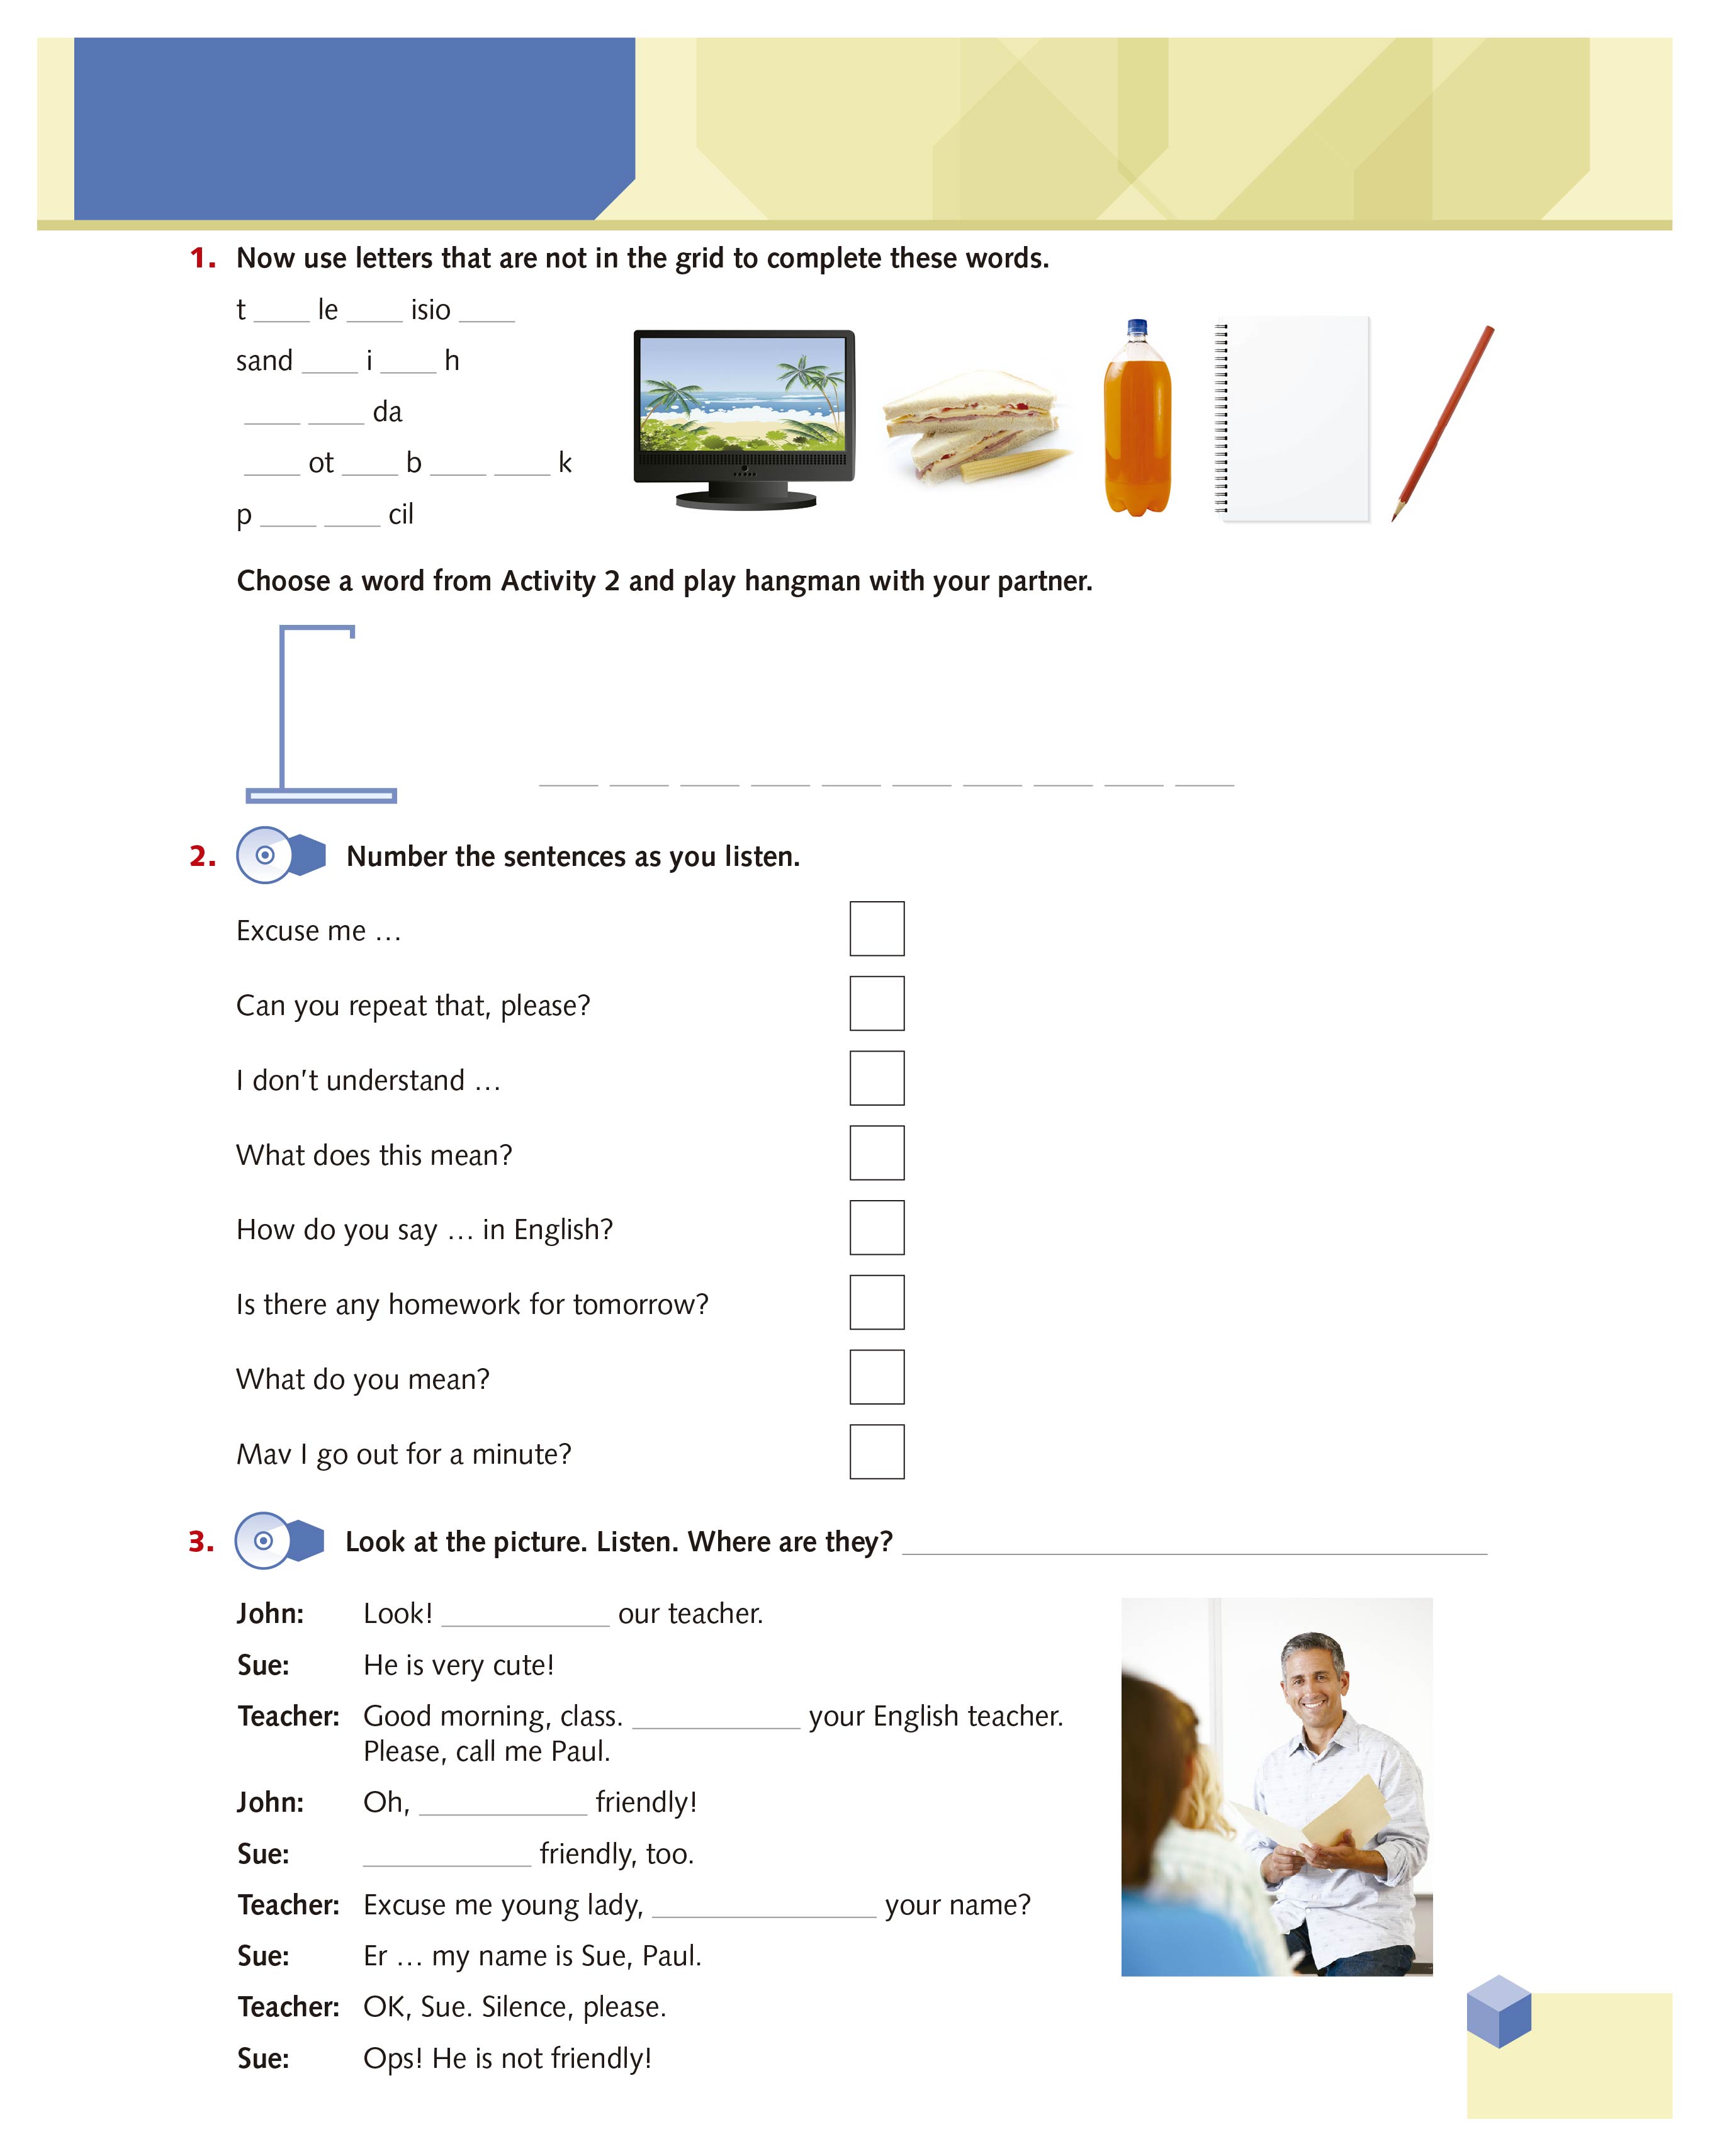 1. Now use letters that are not in the grid to complete these words.
t ____ le ____ isio ____
sand ____ i ____ h
____ ____ da
____ ot ____ b ____ ____ k
p ____ ____ cil
Choose a word from Activity 2 and play hangman with your partner.
____ ____ ____ ____ ____ ____ ____ ____ ____ ____
2. Number the sentences as you listen.
Excuse me …
Can you repeat that, please?
I don't understand …
What does this mean?
How do you say … in English?
Is there any homework for tomorrow?
What do you mean?
Mav I go out for a minute?
3. Look at the picture. Listen. Where are they? ____________________
John: Look! ____________ our teacher.
Sue: He is very cute!
Teacher: Good morning, class. ____________ your English teacher.
Please, call me Paul.
John: Oh, ____________ friendly!
Sue: ____________ friendly, too.
Teacher: Excuse me young lady, ________________ your name?
Sue: Er … my name is Sue, Paul.
Teacher: OK, Sue. Silence, please.
Sue: Ops! He is not friendly!